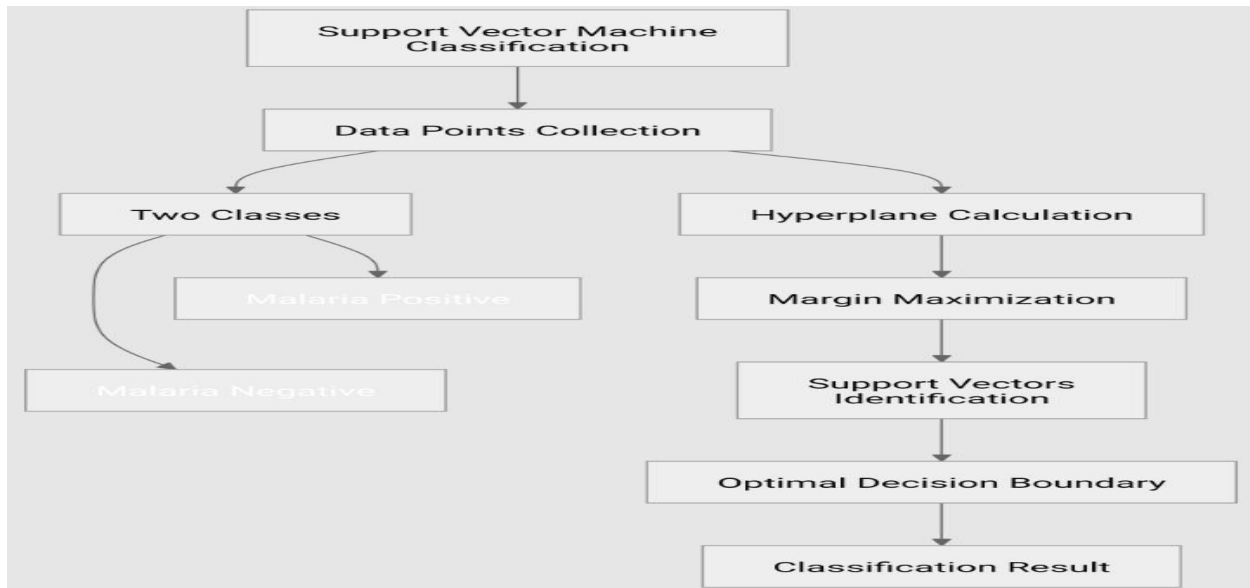 Support Vector Machine
Classification
Data Points Collection
Two Classes
Hyperplane Calculation
Malaria Positive
Margin Maximization
Malaria Negative
Support Vectors
Identification
Optimal Decision Boundary
Classification Result